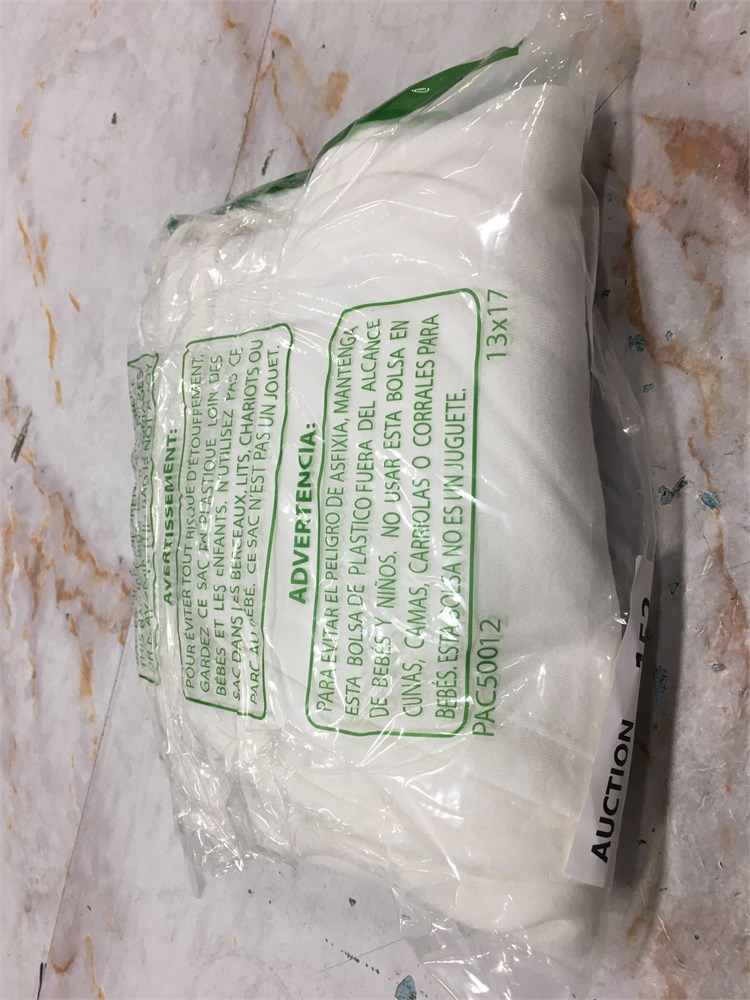 AVERTISSEMENT:
POUR ÉVITER TOUT RISQUE D'ÉTOUFFEMENT,
GARDEZ CE SAC EN PLASTIQUE LOIN DES
BÉBÉS ET LES ENFANTS. N'UTILISEZ PAS CE
SAC DANS LES BERCEAUX, LITS, CHARIOTS OU
PARC AU BÉBÉ. CE SAC N'EST PAS UN JOUET.
ADVERTENCIA:
PARA EVITAR EL PELIGRO DE ASFIXIA, MANTENGA
ESTA BOLSA DE PLASTICO FUERA DEL ALCANCE
DE BEBÉS Y NIÑOS. NO USAR ESTA BOLSA EN
CUNAS, CAMAS, CARRIOLAS O CORRALES PARA
BEBÉS. ESTA BOLSA NO ES UN JUGUETE.
PAC50012 13x17
AUCTION